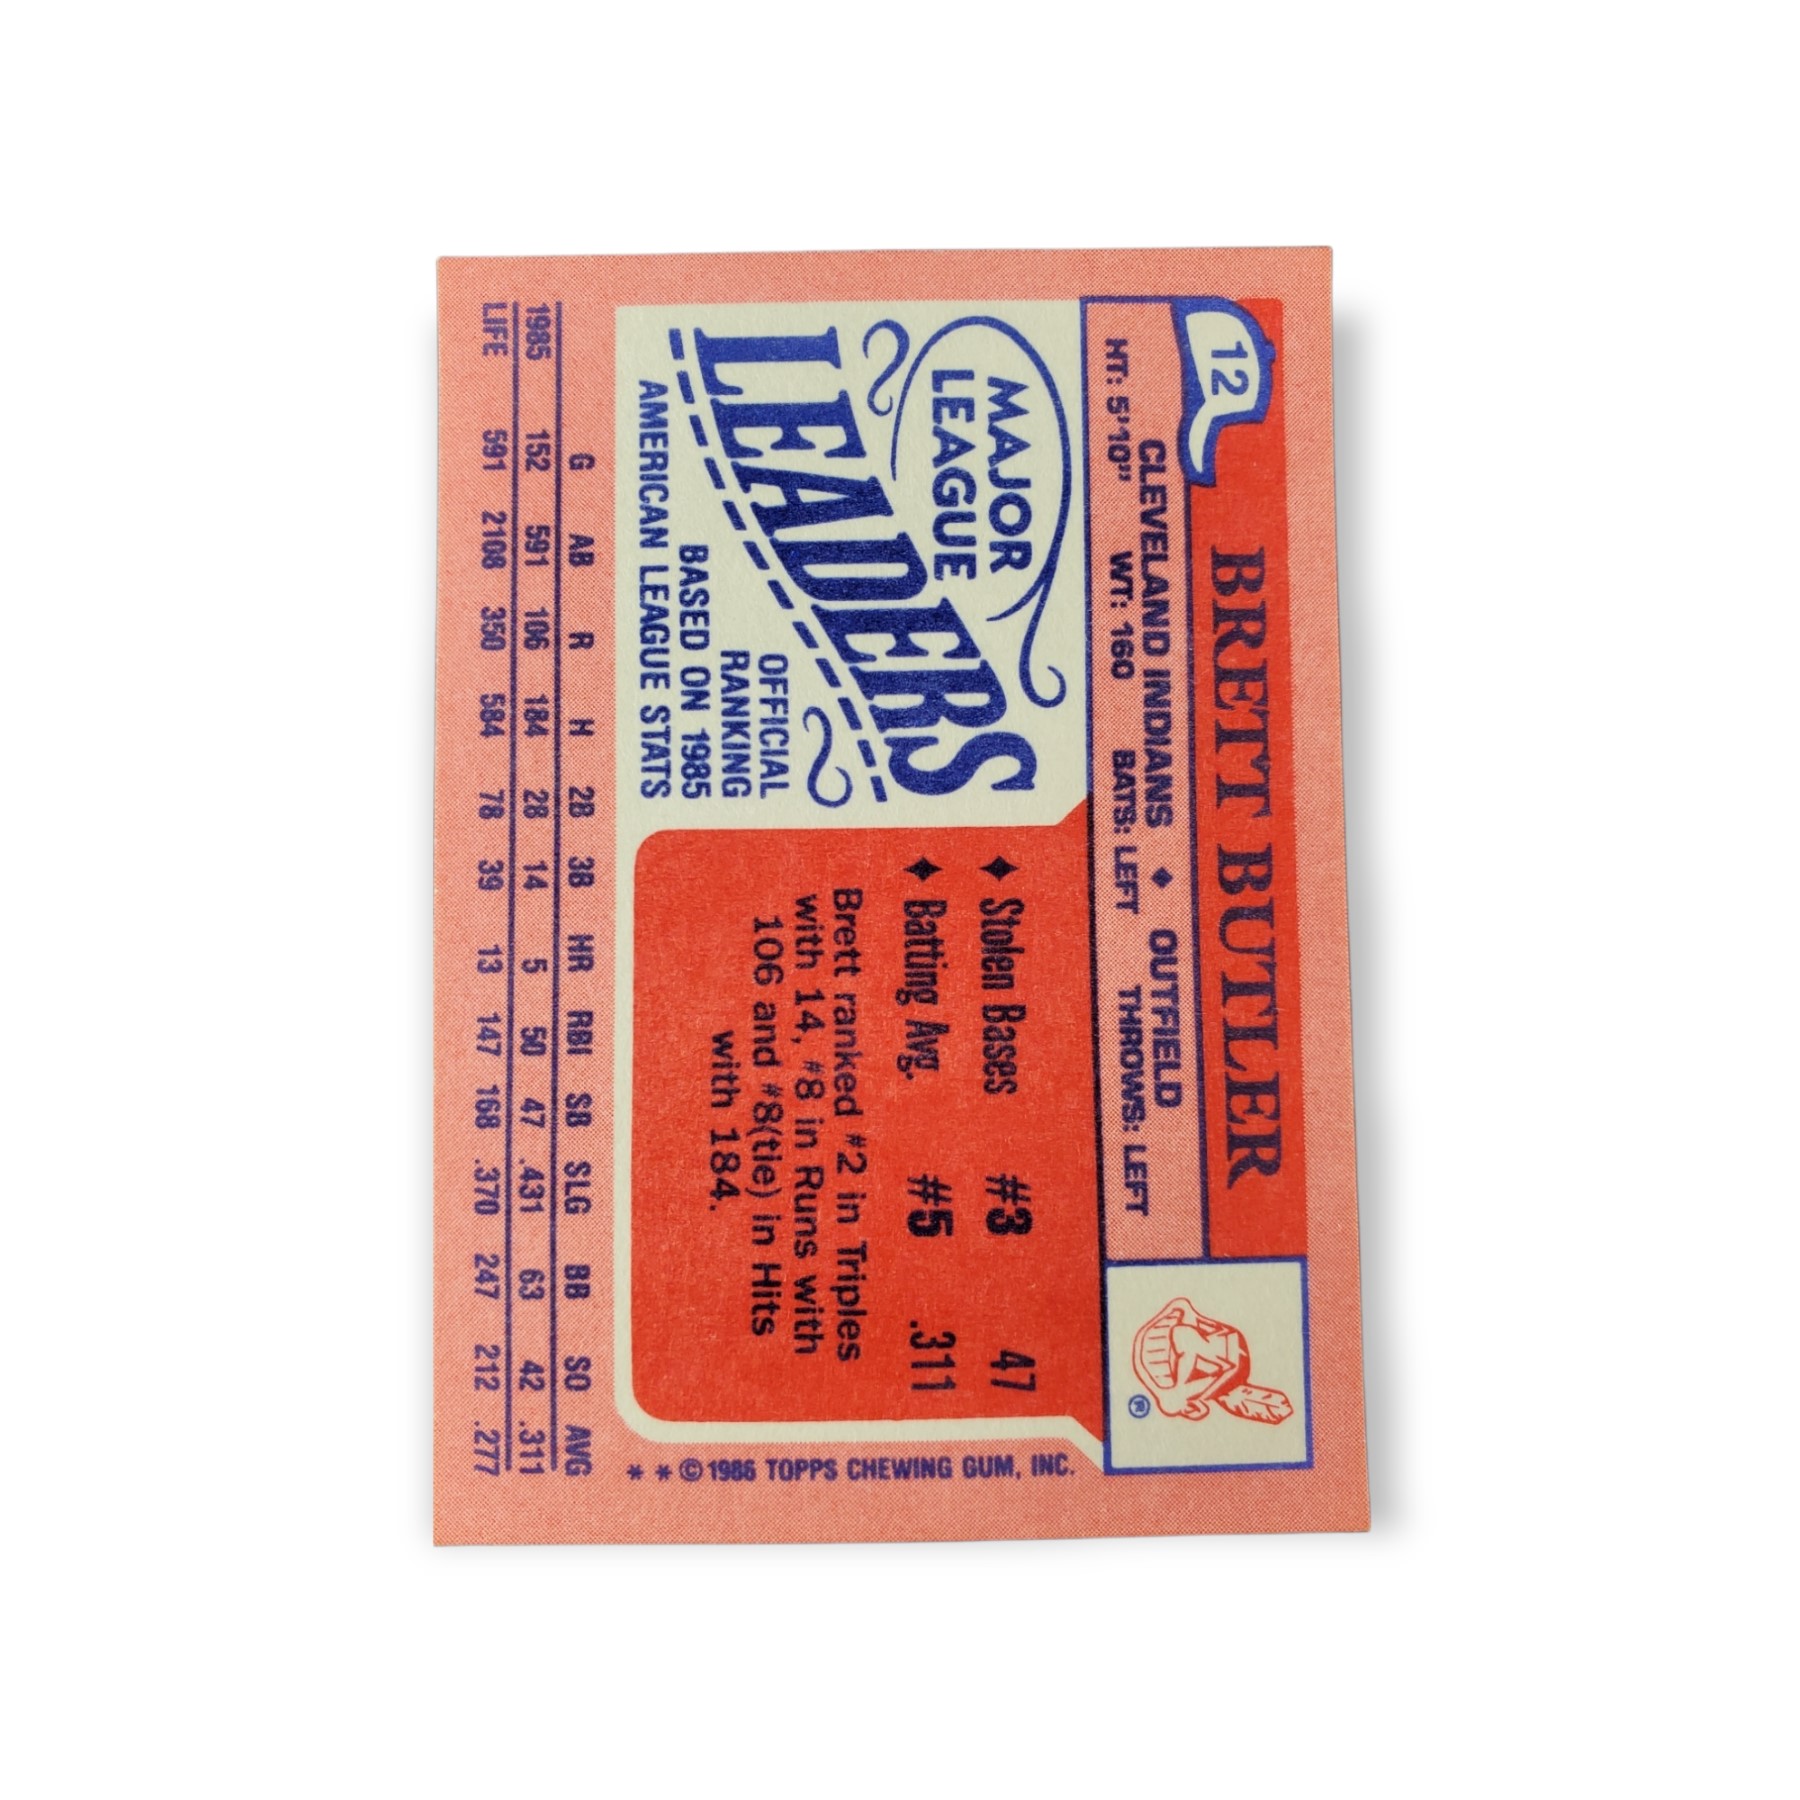 12
BRETT BUTLER
CLEVELAND INDIANS ♦ OUTFIELD
HT: 5'10" WT: 160 BATS: LEFT THROWS: LEFT
®
MAJOR
LEAGUE
LEADERS
OFFICIAL
RANKING
BASED ON 1985
AMERICAN LEAGUE STATS
♦ Stolen Bases #3 47
♦ Batting Avg. #5 .311
Brett ranked #2 in Triples
with 14, #8 in Runs with
106 and #8(tie) in Hits
with 184.
* * © 1986 TOPPS CHEWING GUM, INC.
G AB R H 2B 3B HR RBI SB SLG BB SO AVG
1985 152 591 106 184 28 14 5 50 47 .431 63 42 .311
LIFE 591 2108 350 584 78 39 13 147 168 .370 247 212 .277